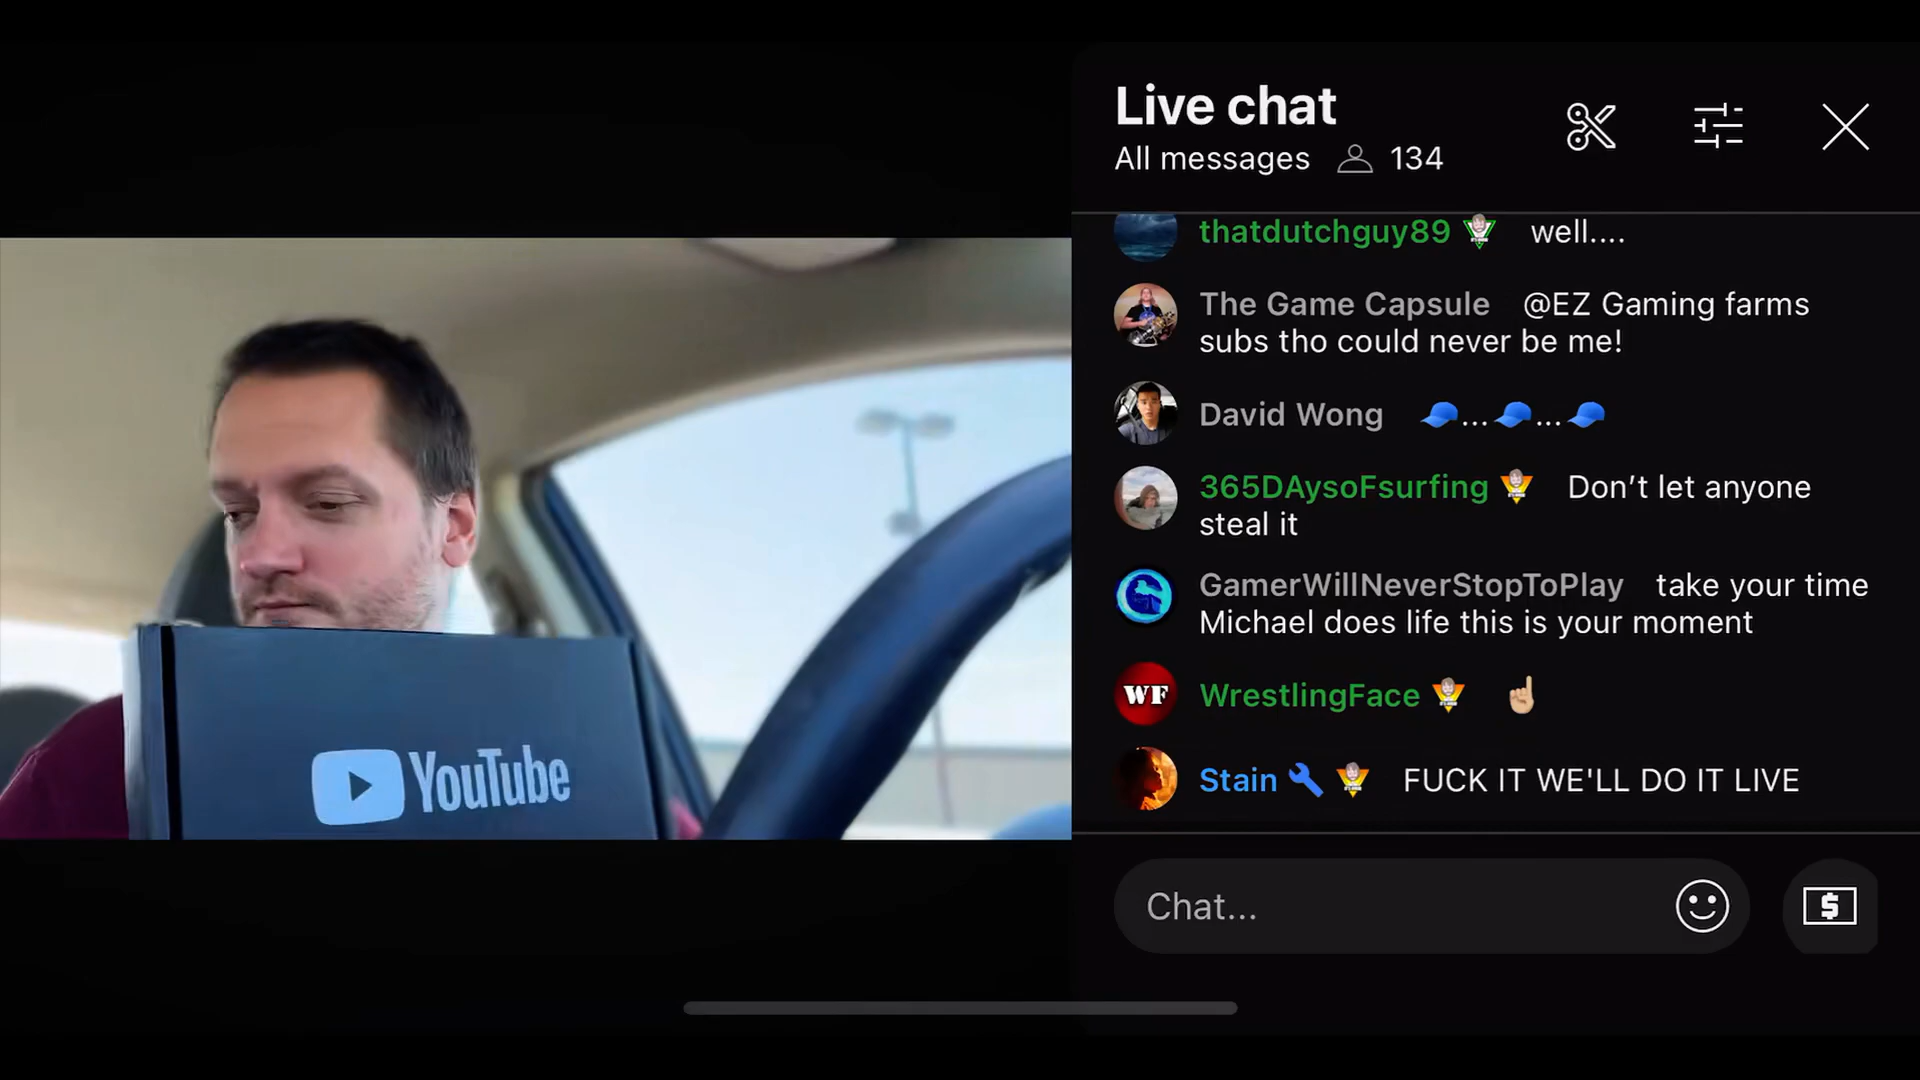 Live chat
All messages 134
thatdutchguy89 well....
The Game Capsule @EZ Gaming farms
subs tho could never be me!
David Wong ... ...
365DAysoFsurfing Don’t let anyone
steal it
GamerWillNeverStopToPlay take your time
Michael does life this is your moment
WF WrestlingFace
Stain FUCK IT WE'LL DO IT LIVE
YouTube
Chat...
$